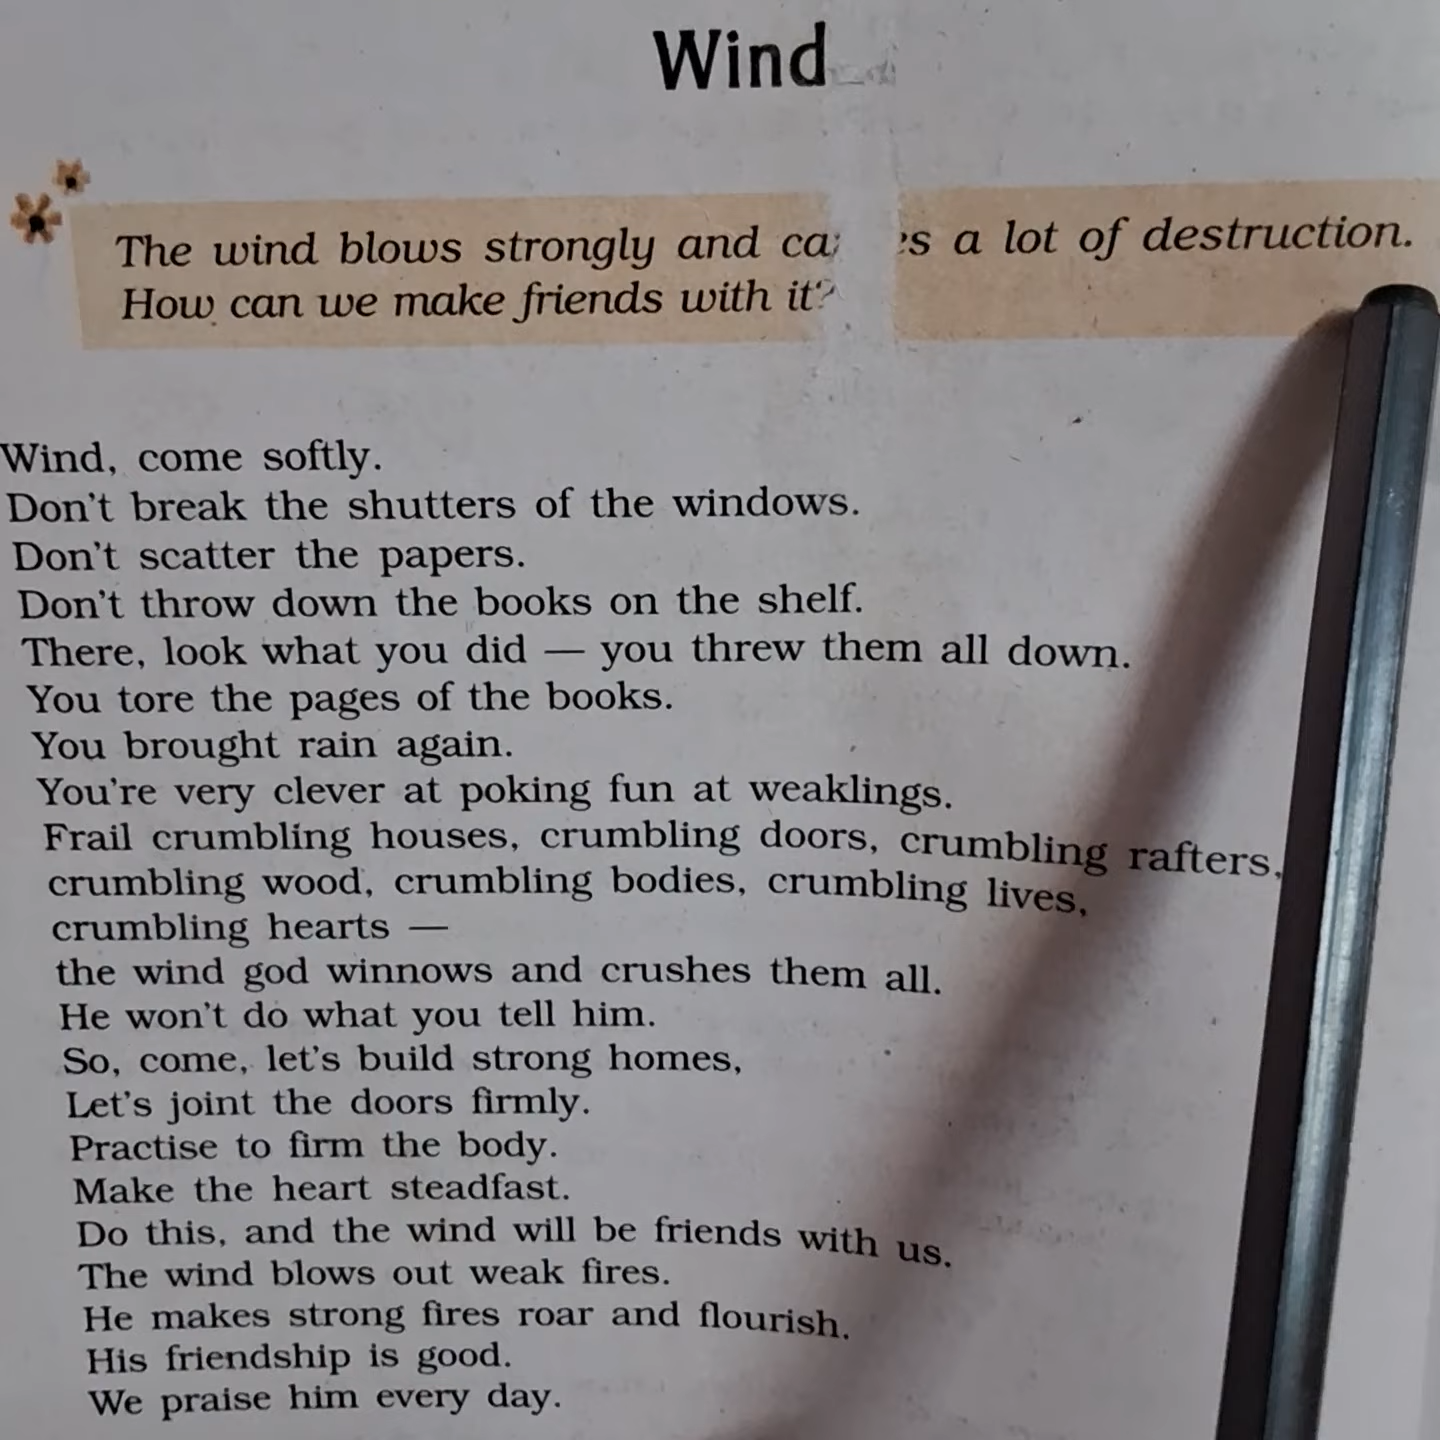 Wind
The wind blows strongly and ca es a lot of destruction.
How can we make friends with it?
Wind, come softly.
Don't break the shutters of the windows.
Don't scatter the papers.
Don't throw down the books on the shelf.
There, look what you did — you threw them all down.
You tore the pages of the books.
You brought rain again.
You're very clever at poking fun at weaklings.
Frail crumbling houses, crumbling doors, crumbling rafters,
crumbling wood, crumbling bodies, crumbling lives,
crumbling hearts —
the wind god winnows and crushes them all.
He won't do what you tell him.
So, come, let's build strong homes,
Let's joint the doors firmly.
Practise to firm the body.
Make the heart steadfast.
Do this, and the wind will be friends with us.
The wind blows out weak fires.
He makes strong fires roar and flourish.
His friendship is good.
We praise him every day.